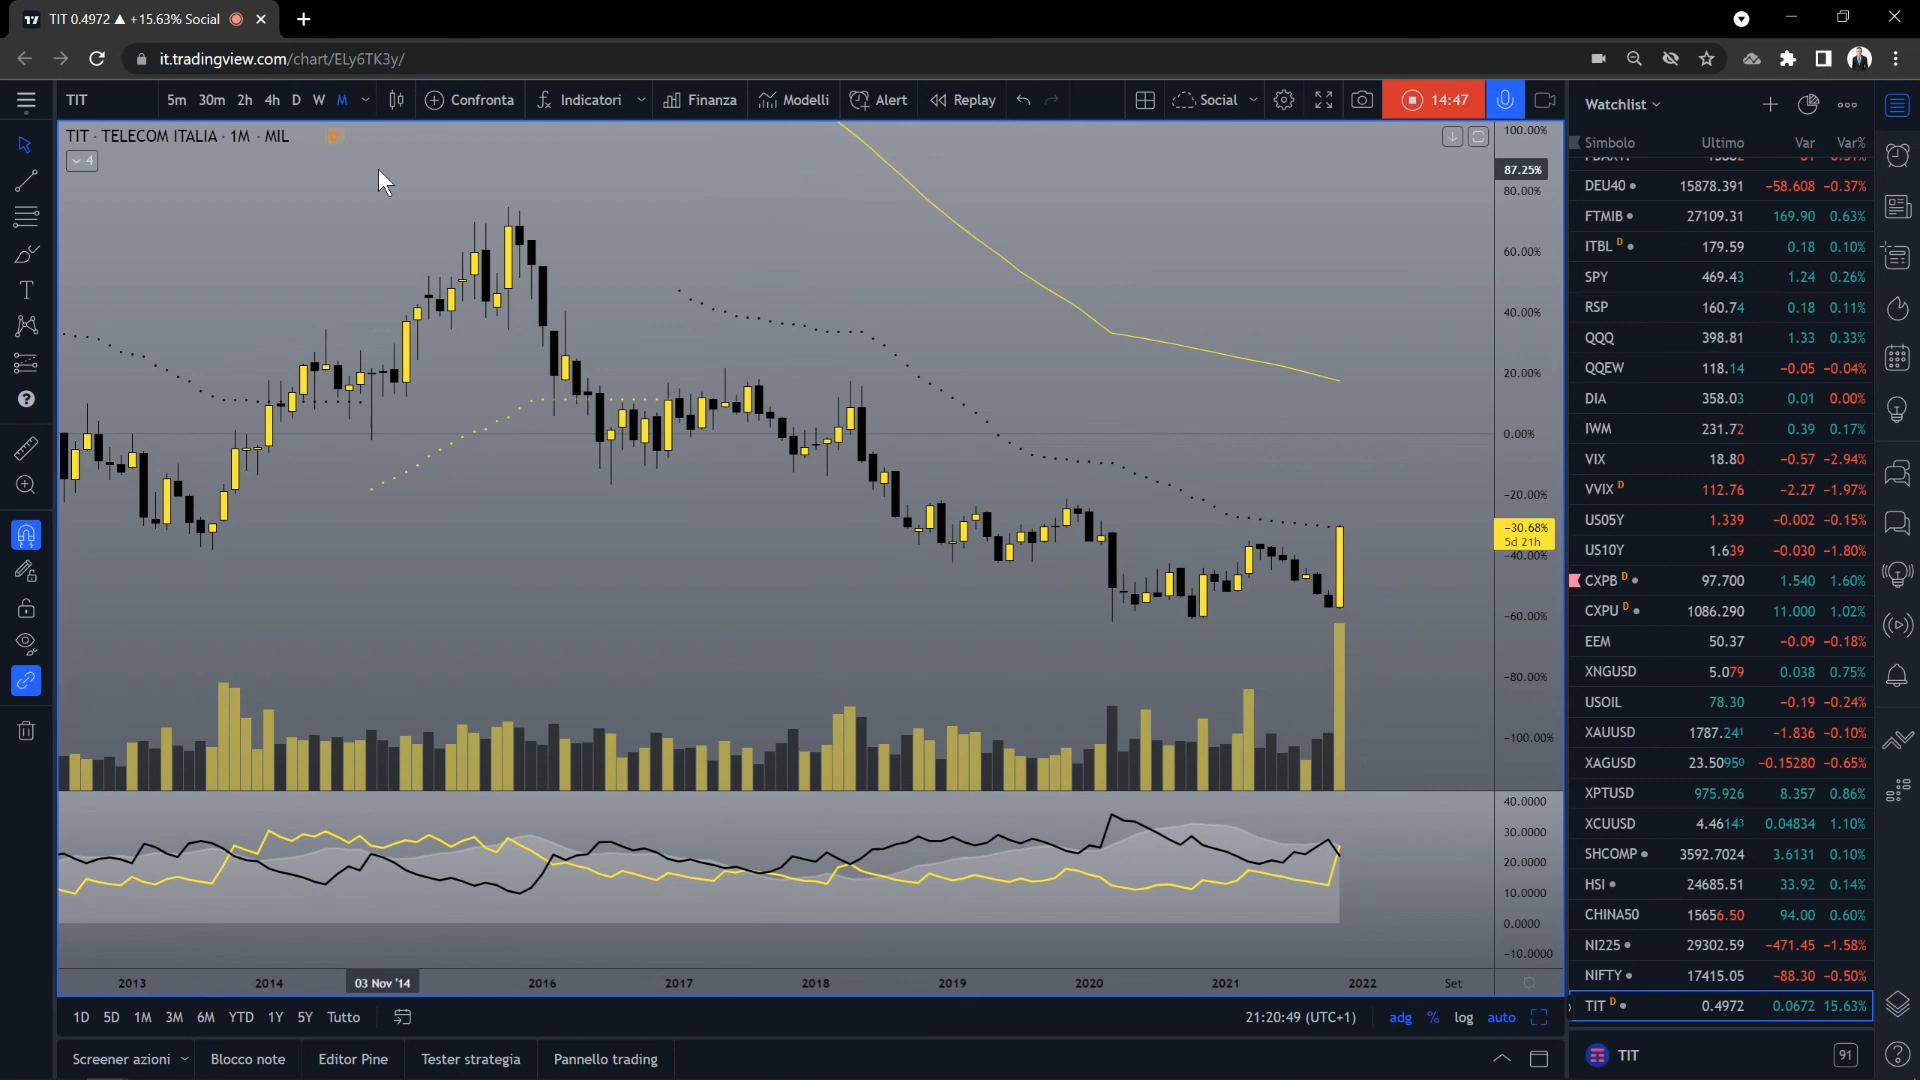 TIT 0.4972 ▲ +15.63% Social
it.tradingview.com/chart/ELy6TK3y/
TIT 5m 30m 2h 4h D W M Confronta Indicatori Finanza Modelli Alert Replay Social 14:47
TIT · TELECOM ITALIA · 1M · MIL
4
100.00%
87.25%
80.00%
60.00%
40.00%
20.00%
0.00%
−20.00%
−30.68%
5d 21h
−40.00%
−60.00%
−80.00%
−100.00%
40.0000
30.0000
20.0000
10.0000
0.0000
−10.0000
2013 2014 03 Nov '14 2016 2017 2018 2019 2020 2021 2022 Set
1D 5D 1M 3M 6M YTD 1Y 5Y Tutto 21:20:49 (UTC+1) adg % log auto
Screener azioni Blocco note Editor Pine Tester strategia Pannello trading
Watchlist
Simbolo Ultimo Var Var%
DEU40 15878.391 −58.608 −0.37%
FTMIB 27109.31 169.90 0.63%
ITBL D 179.59 0.18 0.10%
SPY 469.43 1.24 0.26%
RSP 160.74 0.18 0.11%
QQQ 398.81 1.33 0.33%
QQEW 118.14 −0.05 −0.04%
DIA 358.03 0.01 0.00%
IWM 231.72 0.39 0.17%
VIX 18.80 −0.57 −2.94%
VVIX D 112.76 −2.27 −1.97%
US05Y 1.339 −0.002 −0.15%
US10Y 1.639 −0.030 −1.80%
CXPB D 97.700 1.540 1.60%
CXPU D 1086.290 11.000 1.02%
EEM 50.37 −0.09 −0.18%
XNGUSD 5.079 0.038 0.75%
USOIL 78.30 −0.19 −0.24%
XAUUSD 1787.241 −1.836 −0.10%
XAGUSD 23.50950 −0.15280 −0.65%
XPTUSD 975.926 8.357 0.86%
XCUUSD 4.46143 0.04834 1.10%
SHCOMP 3592.7024 3.6131 0.10%
HSI 24685.51 33.92 0.14%
CHINA50 15656.50 94.00 0.60%
NI225 29302.59 −471.45 −1.58%
NIFTY 17415.05 −88.30 −0.50%
TIT D 0.4972 0.0672 15.63%
TIT 91